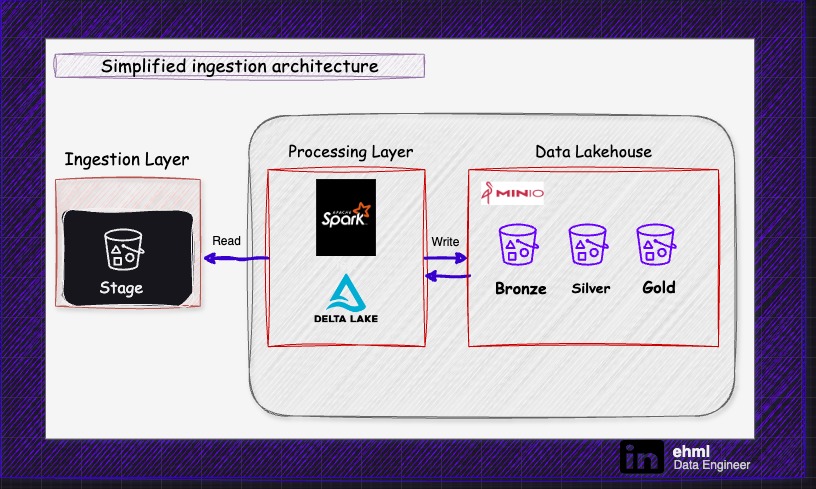 Simplified ingestion architecture
Ingestion Layer
Processing Layer
Data Lakehouse
APACHE
Spark
MINIO
Read
Write
Stage
DELTA LAKE
Bronze
Silver
Gold
in
ehml
Data Engineer